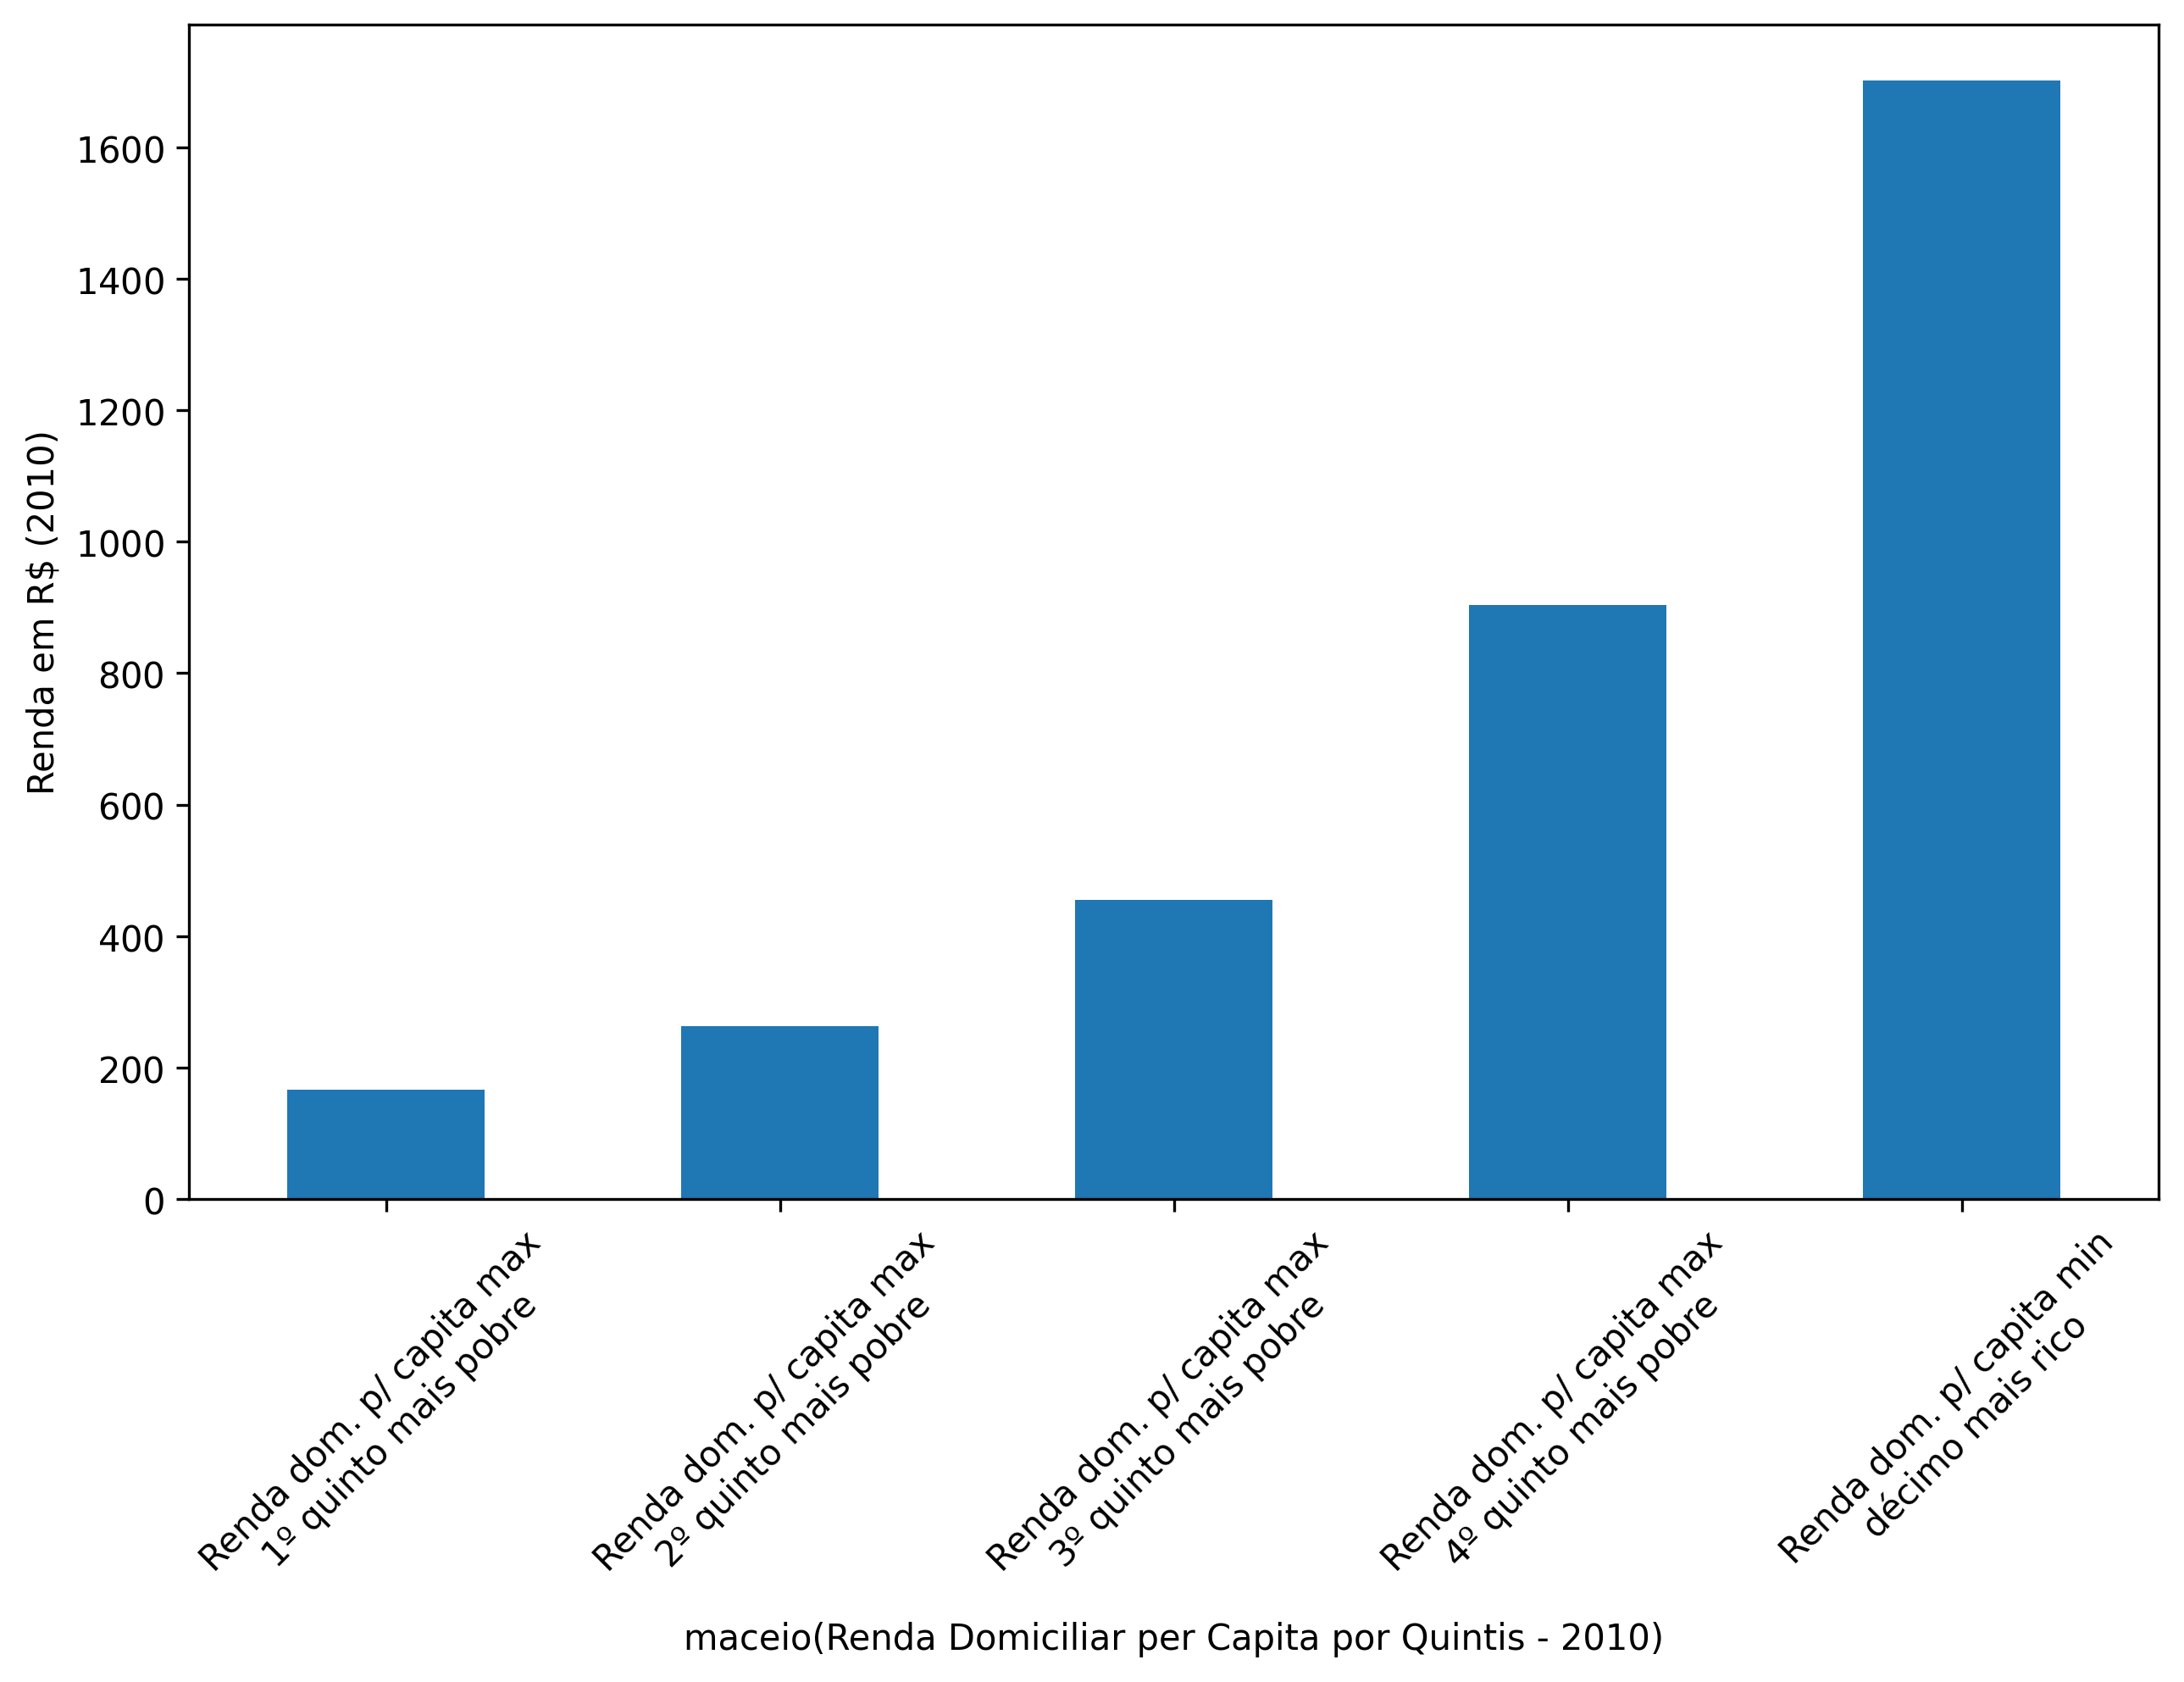 Renda em R$ (2010)
1600
1400
1200
1000
800
600
400
200
0
Renda dom. p/ capita max
1º quinto mais pobre
Renda dom. p/ capita max
2º quinto mais pobre
Renda dom. p/ capita max
3º quinto mais pobre
Renda dom. p/ capita max
4º quinto mais pobre
Renda dom. p/ capita min
décimo mais rico
maceio(Renda Domiciliar per Capita por Quintis - 2010)